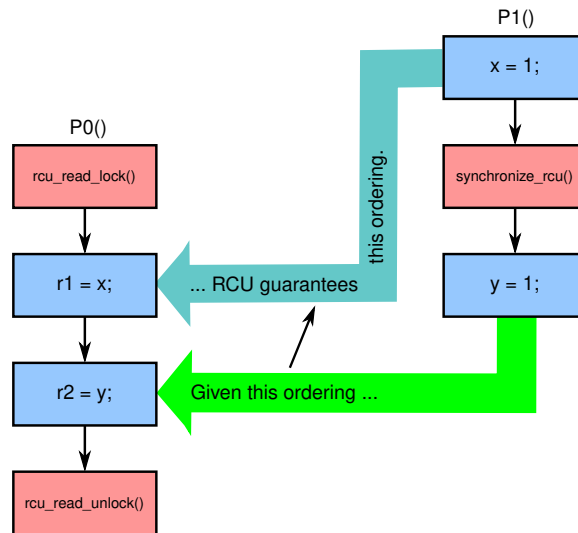 P1()
x = 1;
P0()
rcu_read_lock()
synchronize_rcu()
this ordering.
r1 = x;
... RCU guarantees
y = 1;
r2 = y;
Given this ordering ...
rcu_read_unlock()